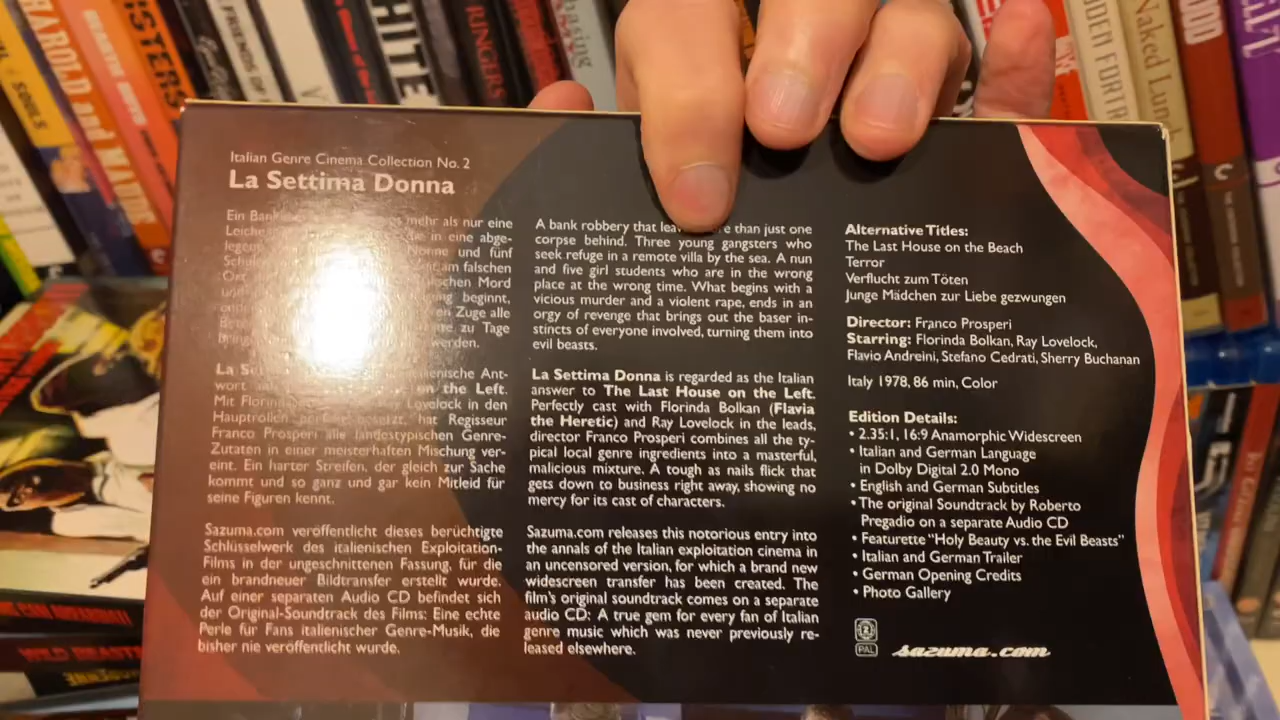 HAROLD and MAUDE
SISTERS
FRIENDS OF
WHITE
RINGERS
Chasing
Naked Lunch
Italian Genre Cinema Collection No. 2
La Settima Donna
Ein Bank mehr als nur eine
Leiche in eine abge-
und fünf
am falschen
Mord
beginnt,
Zuge alle
zu Tage
werden.
La Ant-
wort on the Left.
Mit Lovelock in den
Hauptrollen perfekt besetzt, hat Regisseur
Franco Prosperi alle landestypischen Genre-
Zutaten in einer meisterhaften Mischung ver-
eint. Ein harter Streifen, der gleich zur Sache
kommt und so ganz und gar kein Mitleid für
seine Figuren kennt.
Sazuma.com veröffentlicht dieses berüchtigte
Schlüsselwerk des italienischen Exploitation-
Films in der ungeschnittenen Fassung, für die
ein brandneuer Bildtransfer erstellt wurde.
Auf einer separaten Audio CD befindet sich
der Original-Soundtrack des Films: Eine echte
Perle für Fans italienischer Genre-Musik, die
bisher nie veröffentlicht wurde.
A bank robbery that than just one
corpse behind. Three young gangsters who
seek refuge in a remote villa by the sea. A nun
and five girl students who are in the wrong
place at the wrong time. What begins with a
vicious murder and a violent rape, ends in an
orgy of revenge that brings out the baser in-
stincts of everyone involved, turning them into
evil beasts.
La Settima Donna is regarded as the Italian
answer to The Last House on the Left.
Perfectly cast with Florinda Bolkan (Flavia
the Heretic) and Ray Lovelock in the leads,
director Franco Prosperi combines all the ty-
pical local genre ingredients into a masterful,
malicious mixture. A tough as nails flick that
gets down to business right away, showing no
mercy for its cast of characters.
Sazuma.com releases this notorious entry into
the annals of the Italian exploitation cinema in
an uncensored version, for which a brand new
widescreen transfer has been created. The
film's original soundtrack comes on a separate
audio CD: A true gem for every fan of Italian
genre music which was never previously re-
leased elsewhere.
Alternative Titles:
The Last House on the Beach
Terror
Verflucht zum Töten
Junge Mädchen zur Liebe gezwungen
Director: Franco Prosperi
Starring: Florinda Bolkan, Ray Lovelock,
Flavio Andreini, Stefano Cedrati, Sherry Buchanan
Italy 1978, 86 min, Color
Edition Details:
• 2.35:1, 16:9 Anamorphic Widescreen
• Italian and German Language
in Dolby Digital 2.0 Mono
• English and German Subtitles
• The original Soundtrack by Roberto
Pregadio on a separate Audio CD
• Featurette "Holy Beauty vs. the Evil Beasts"
• Italian and German Trailer
• German Opening Credits
• Photo Gallery
2
PAL
sazuma.com